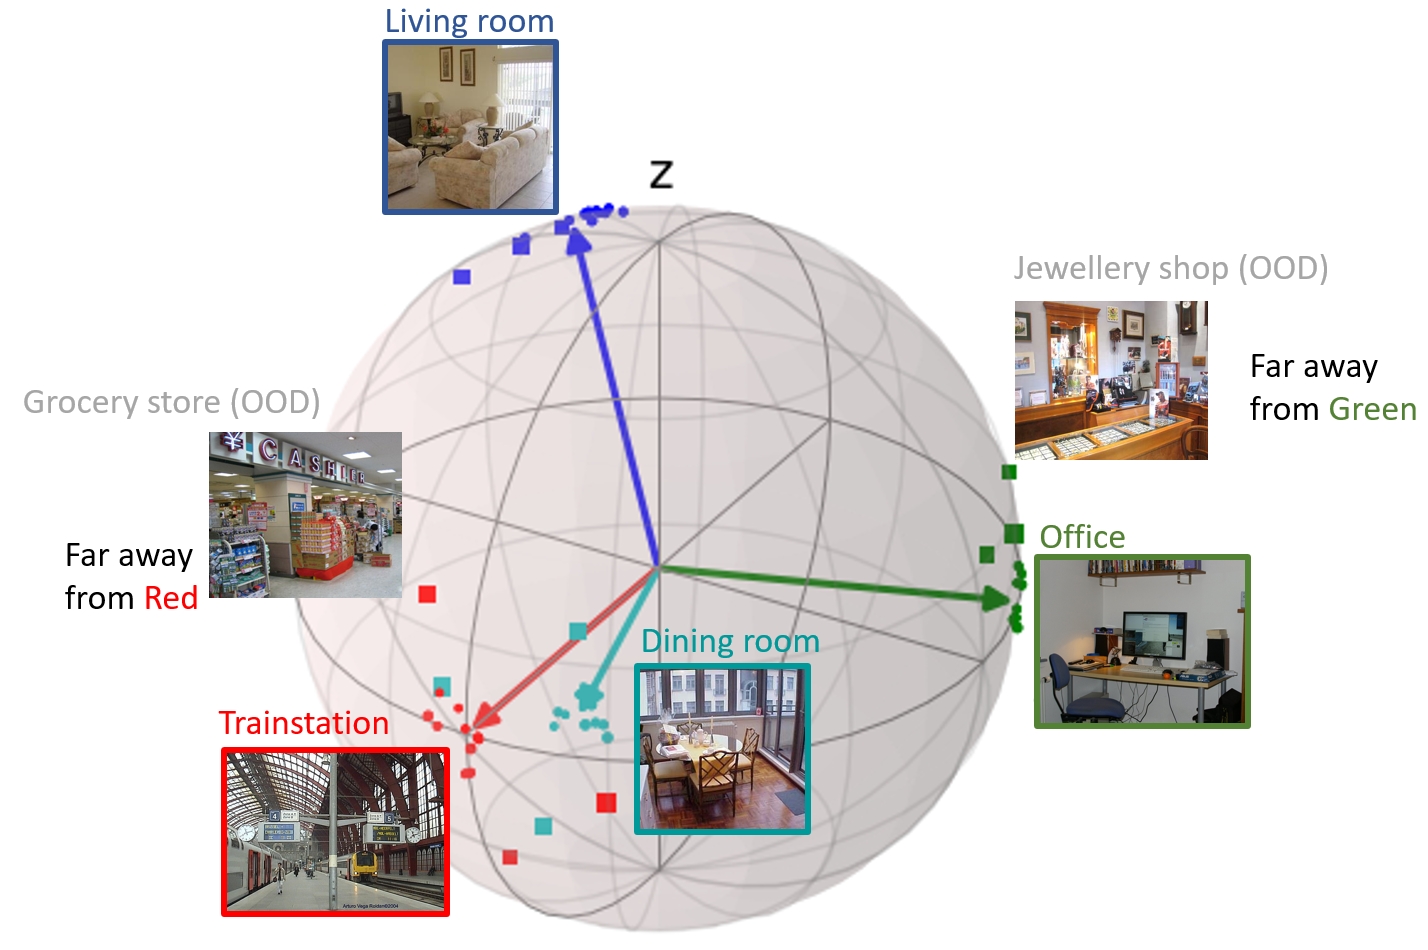 Living room
Z
Jewellery shop (OOD)
Far away
from Green
Grocery store (OOD)
¥ CASHIER
Far away
from Red
Office
Dining room
Trainstation
4
5
Arturo Vega Roldan©2004